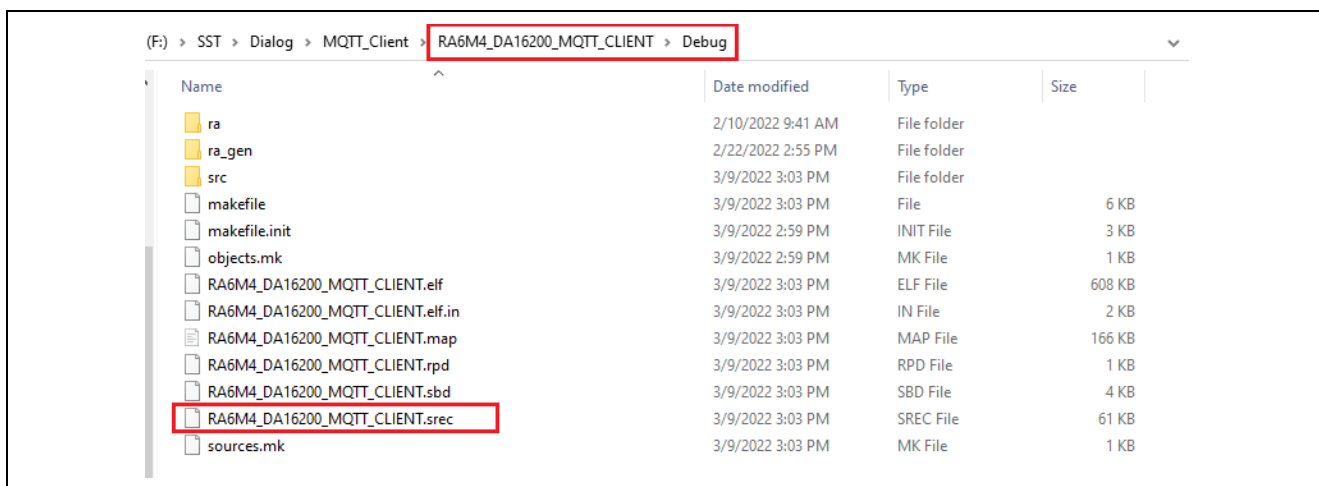 (F:) > SST > Dialog > MQTT_Client > RA6M4_DA16200_MQTT_CLIENT > Debug
Name Date modified Type Size
ra 2/10/2022 9:41 AM File folder
ra_gen 2/22/2022 2:55 PM File folder
src 3/9/2022 3:03 PM File folder
makefile 3/9/2022 3:03 PM File 6 KB
makefile.init 3/9/2022 2:59 PM INIT File 3 KB
objects.mk 3/9/2022 2:59 PM MK File 1 KB
RA6M4_DA16200_MQTT_CLIENT.elf 3/9/2022 3:03 PM ELF File 608 KB
RA6M4_DA16200_MQTT_CLIENT.elf.in 3/9/2022 3:03 PM IN File 2 KB
RA6M4_DA16200_MQTT_CLIENT.map 3/9/2022 3:03 PM MAP File 166 KB
RA6M4_DA16200_MQTT_CLIENT.rpd 3/9/2022 3:03 PM RPD File 1 KB
RA6M4_DA16200_MQTT_CLIENT.sbd 3/9/2022 3:03 PM SBD File 4 KB
RA6M4_DA16200_MQTT_CLIENT.srec 3/9/2022 3:03 PM SREC File 61 KB
sources.mk 3/9/2022 3:03 PM MK File 1 KB